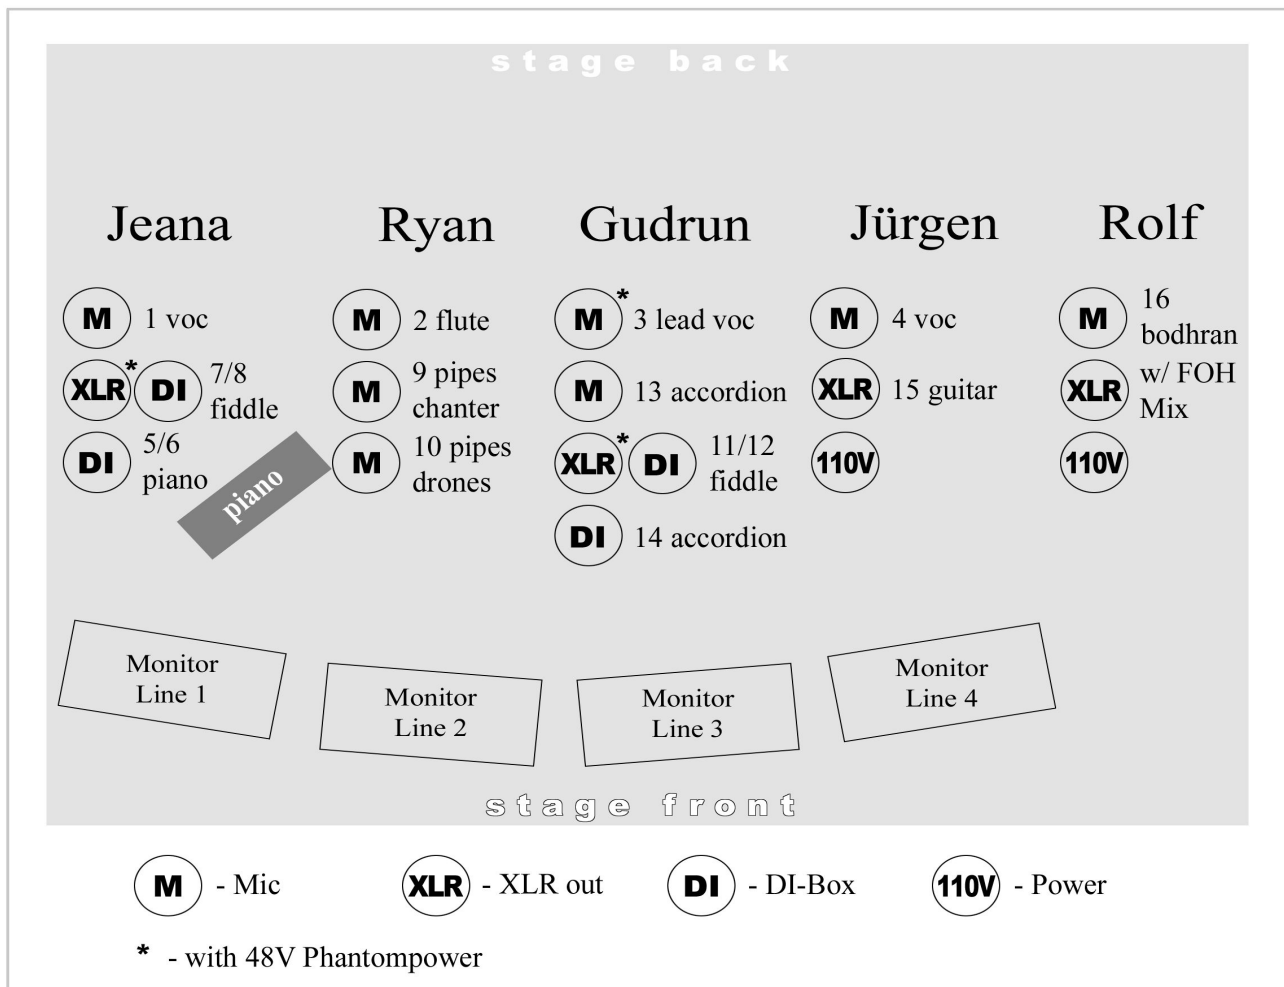 stage back
Jeana
Ryan
Gudrun
Jürgen
Rolf
M 1 voc
XLR* DI 7/8
fiddle
DI 5/6
piano
piano
M 2 flute
M 9 pipes
chanter
M 10 pipes
drones
M* 3 lead voc
M 13 accordion
XLR* DI 11/12
fiddle
DI 14 accordion
M 4 voc
XLR 15 guitar
110V
M 16
bodhran
XLR w/ FOH
Mix
110V
Monitor
Line 1
Monitor
Line 2
Monitor
Line 3
Monitor
Line 4
stage front
M - Mic
XLR - XLR out
DI - DI-Box
110V - Power
* - with 48V Phantompower